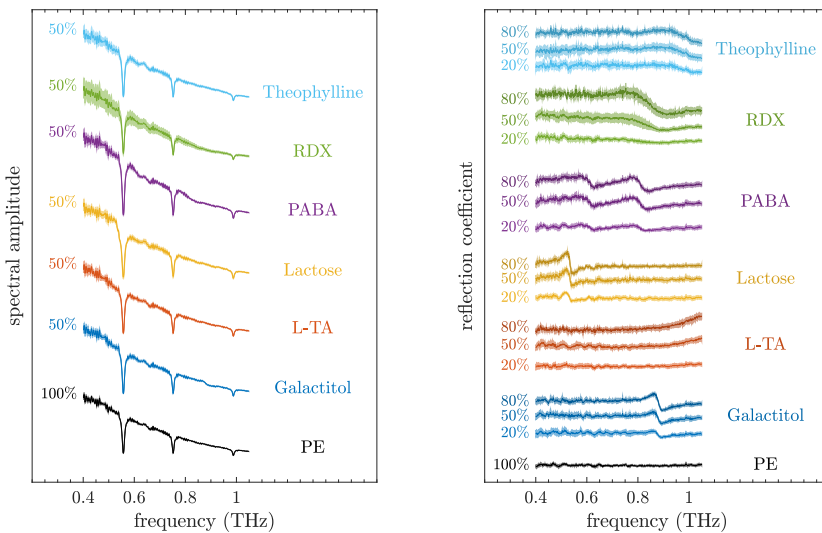 spectral amplitude
50%
Theophylline
50%
RDX
50%
PABA
50%
Lactose
50%
L-TA
50%
Galactitol
100%
PE
0.4 0.6 0.8 1
frequency (THz)
reflection coefficient
80%
50%
20%
Theophylline
80%
50%
20%
RDX
80%
50%
20%
PABA
80%
50%
20%
Lactose
80%
50%
20%
L-TA
80%
50%
20%
Galactitol
100%
PE
0.4 0.6 0.8 1
frequency (THz)